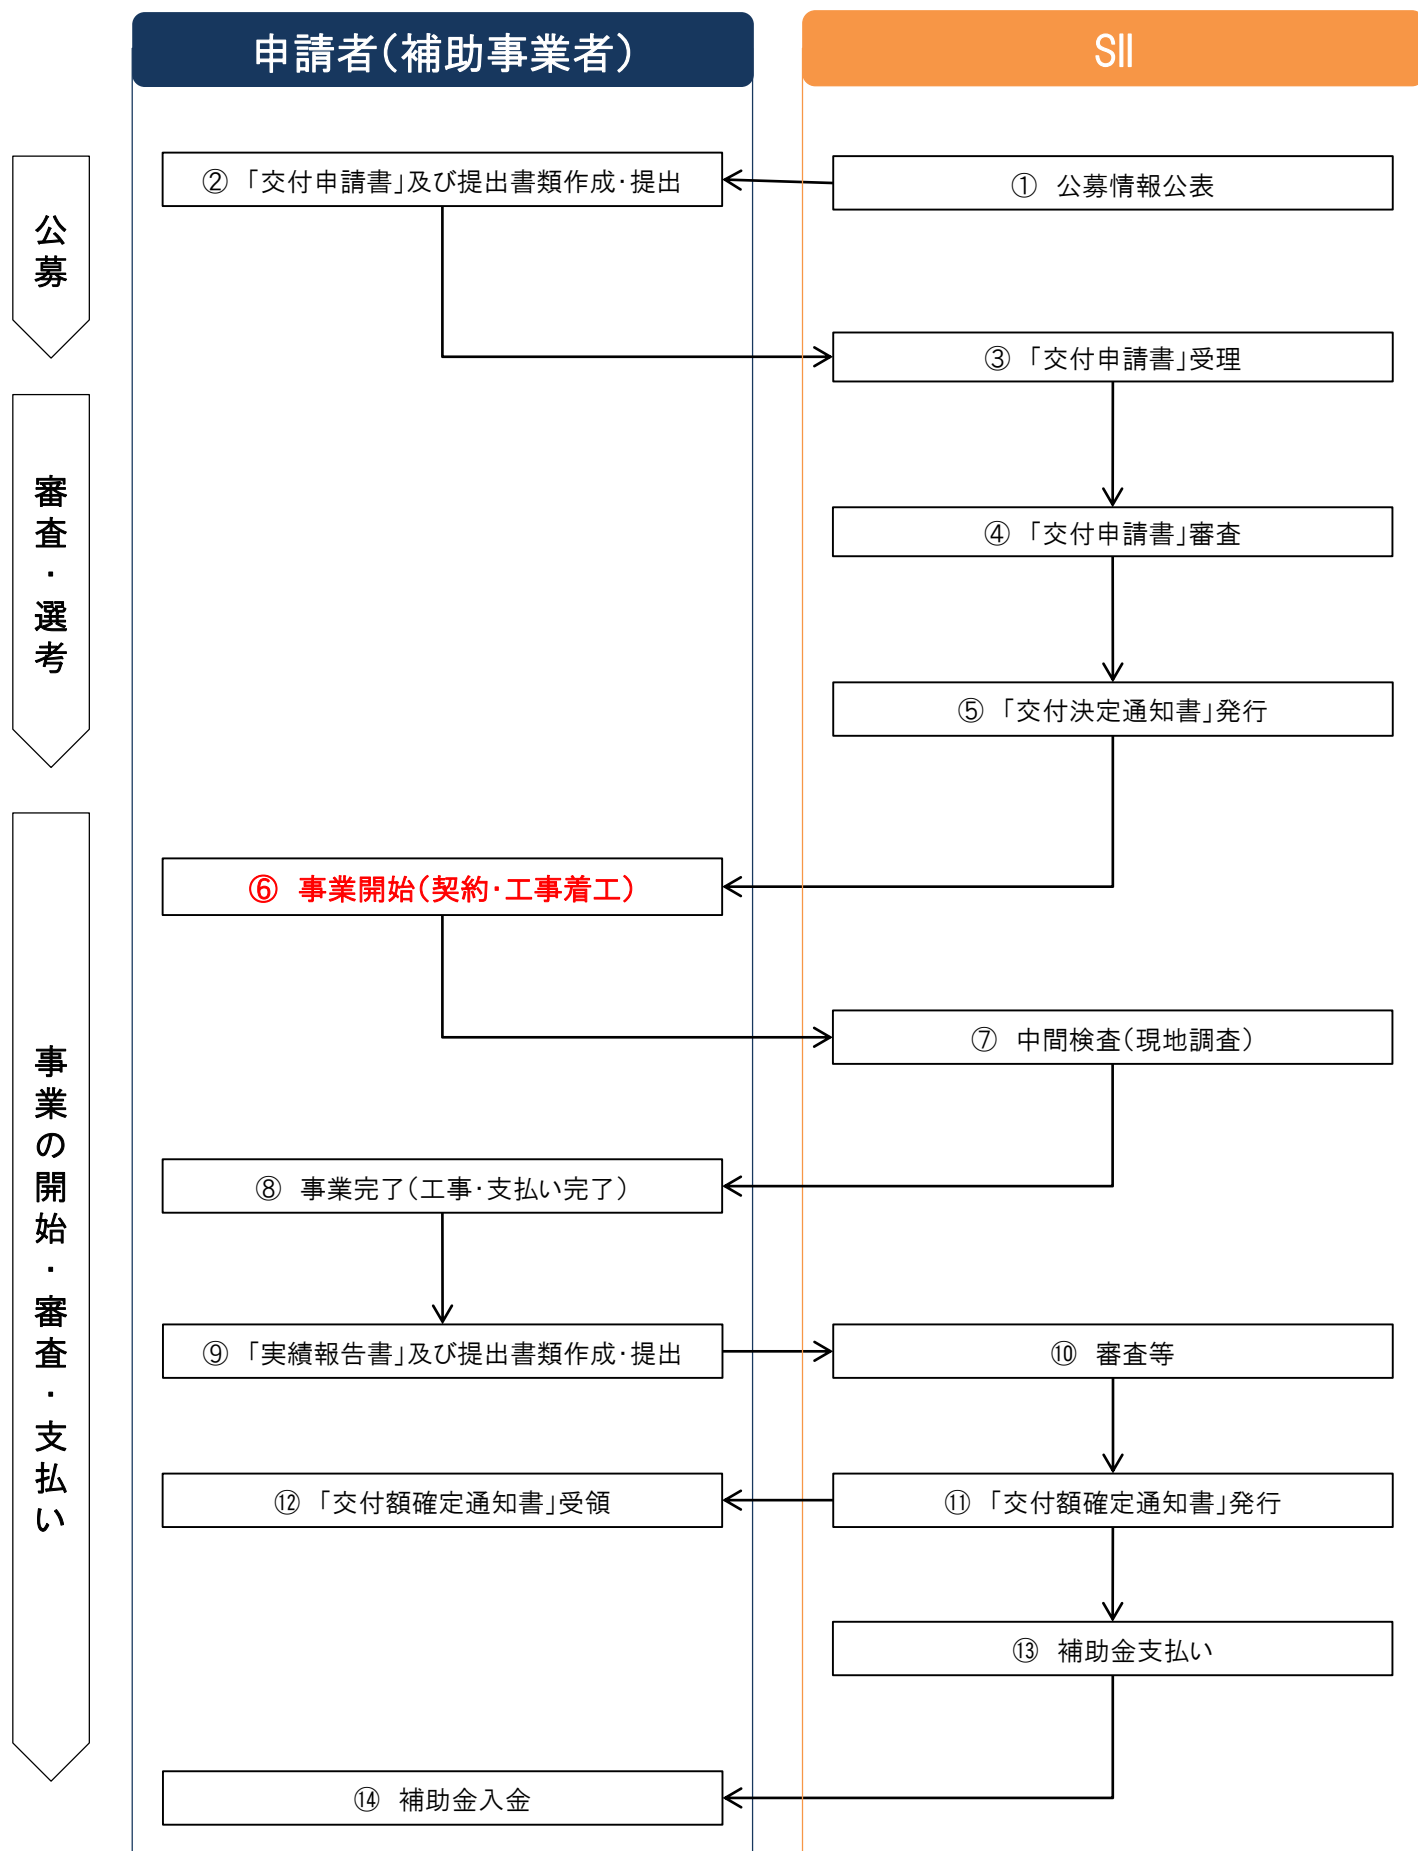 申請者（補助事業者）
SII
公募
② 「交付申請書」及び提出書類作成・提出
① 公募情報公表
③ 「交付申請書」受理
審査・選考
④ 「交付申請書」審査
⑤ 「交付決定通知書」発行
事業の開始・審査・支払い
⑥ 事業開始（契約・工事着工）
⑦ 中間検査（現地調査）
⑧ 事業完了（工事・支払い完了）
⑨ 「実績報告書」及び提出書類作成・提出
⑩ 審査等
⑫ 「交付額確定通知書」受領
⑪ 「交付額確定通知書」発行
⑬ 補助金支払い
⑭ 補助金入金